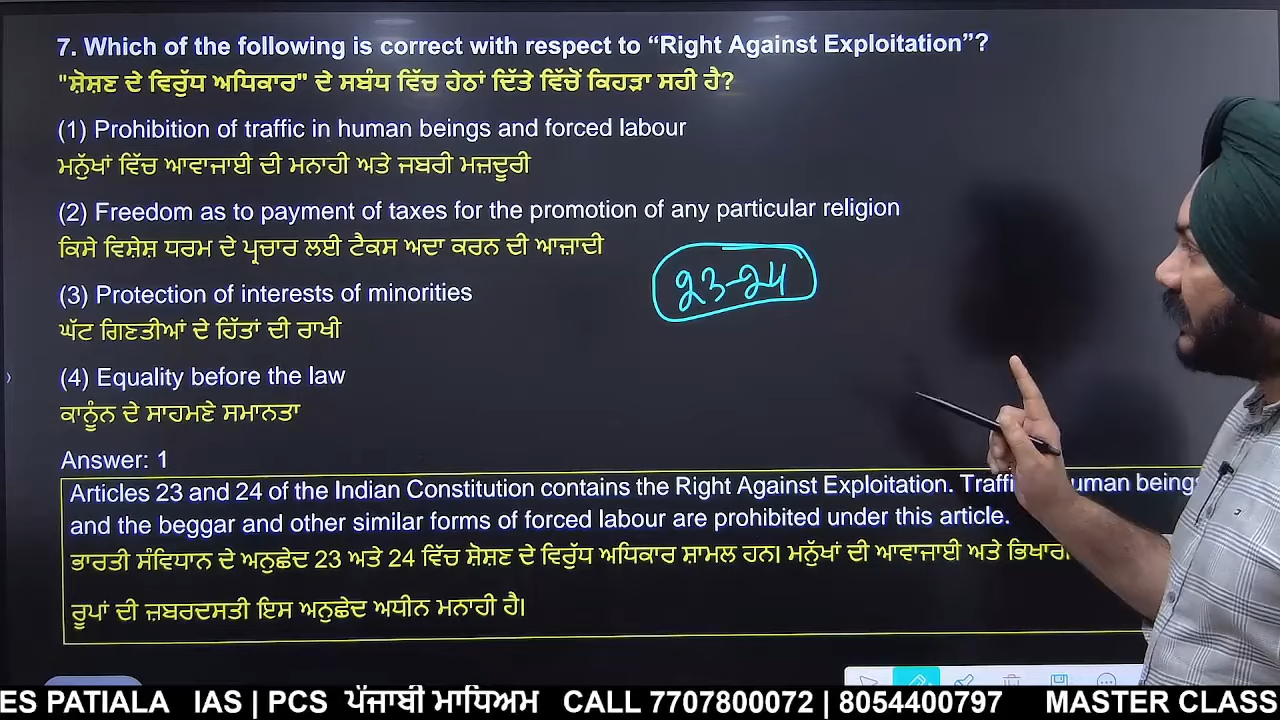 7. Which of the following is correct with respect to “Right Against Exploitation”?
"ਸ਼ੋਸ਼ਣ ਦੇ ਵਿਰੁੱਧ ਅਧਿਕਾਰ" ਦੇ ਸਬੰਧ ਵਿੱਚ ਹੇਠਾਂ ਦਿੱਤੇ ਵਿੱਚੋਂ ਕਿਹੜਾ ਸਹੀ ਹੈ?
(1) Prohibition of traffic in human beings and forced labour
ਮਨੁੱਖਾਂ ਵਿੱਚ ਆਵਾਜਾਈ ਦੀ ਮਨਾਹੀ ਅਤੇ ਜਬਰੀ ਮਜ਼ਦੂਰੀ
(2) Freedom as to payment of taxes for the promotion of any particular religion
ਕਿਸੇ ਵਿਸ਼ੇਸ਼ ਧਰਮ ਦੇ ਪ੍ਰਚਾਰ ਲਈ ਟੈਕਸ ਅਦਾ ਕਰਨ ਦੀ ਆਜ਼ਾਦੀ
23-24
(3) Protection of interests of minorities
ਘੱਟ ਗਿਣਤੀਆਂ ਦੇ ਹਿੱਤਾਂ ਦੀ ਰਾਖੀ
(4) Equality before the law
ਕਾਨੂੰਨ ਦੇ ਸਾਹਮਣੇ ਸਮਾਨਤਾ
Answer: 1
Articles 23 and 24 of the Indian Constitution contains the Right Against Exploitation. human beings
and the beggar and other similar forms of forced labour are prohibited under this article.
ਭਾਰਤੀ ਸੰਵਿਧਾਨ ਦੇ ਅਨੁਛੇਦ 23 ਅਤੇ 24 ਵਿੱਚ ਸ਼ੋਸ਼ਣ ਦੇ ਵਿਰੁੱਧ ਅਧਿਕਾਰ ਸ਼ਾਮਲ ਹਨ। ਮਨੁੱਖਾਂ ਦੀ ਆਵਾਜਾਈ ਅਤੇ
ਰੂਪਾਂ ਦੀ ਜ਼ਬਰਦਸਤੀ ਇਸ ਅਨੁਛੇਦ ਅਧੀਨ ਮਨਾਹੀ ਹੈ।
ES PATIALA IAS | PCS ਪੰਜਾਬੀ ਮਾਧਿਅਮ CALL 7707800072 | 8054400797 MASTER CLASS